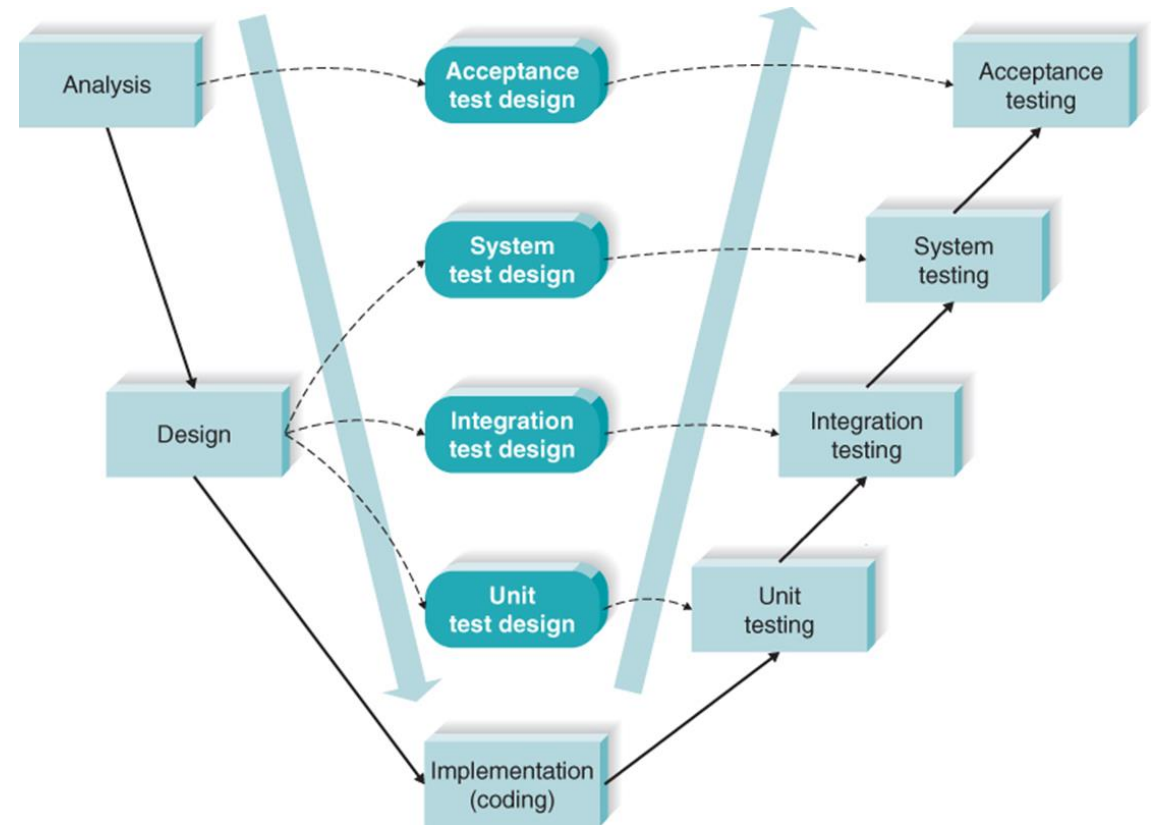 Analysis
Acceptance
test design
Acceptance
testing
System
test design
System
testing
Design
Integration
test design
Integration
testing
Unit
test design
Unit
testing
Implementation
(coding)